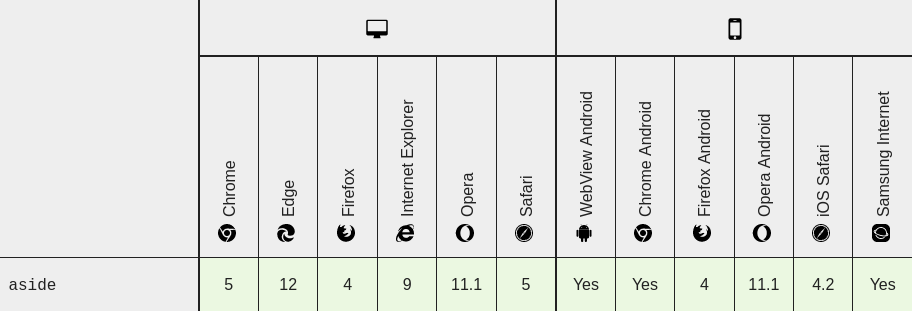 Chrome
Edge
Firefox
Internet Explorer
Opera
Safari
WebView Android
Chrome Android
Firefox Android
Opera Android
iOS Safari
Samsung Internet
aside 5 12 4 9 11.1 5 Yes Yes 4 11.1 4.2 Yes